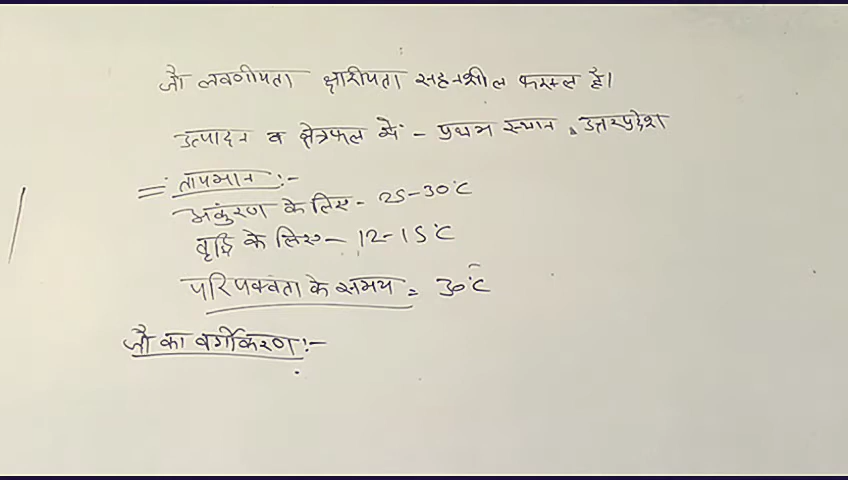 जौ लवणीयता क्षारीयता सहनशील फसल है।
उत्पादन व क्षेत्रफल में - प्रथम स्थान उत्तरप्रदेश
तापमान :-
अकुंरण के लिए - 25-30°C
वृद्धि के लिए - 12-15°C
परिपक्वता के समय = 30°C
जौ का वर्गीकरण :-